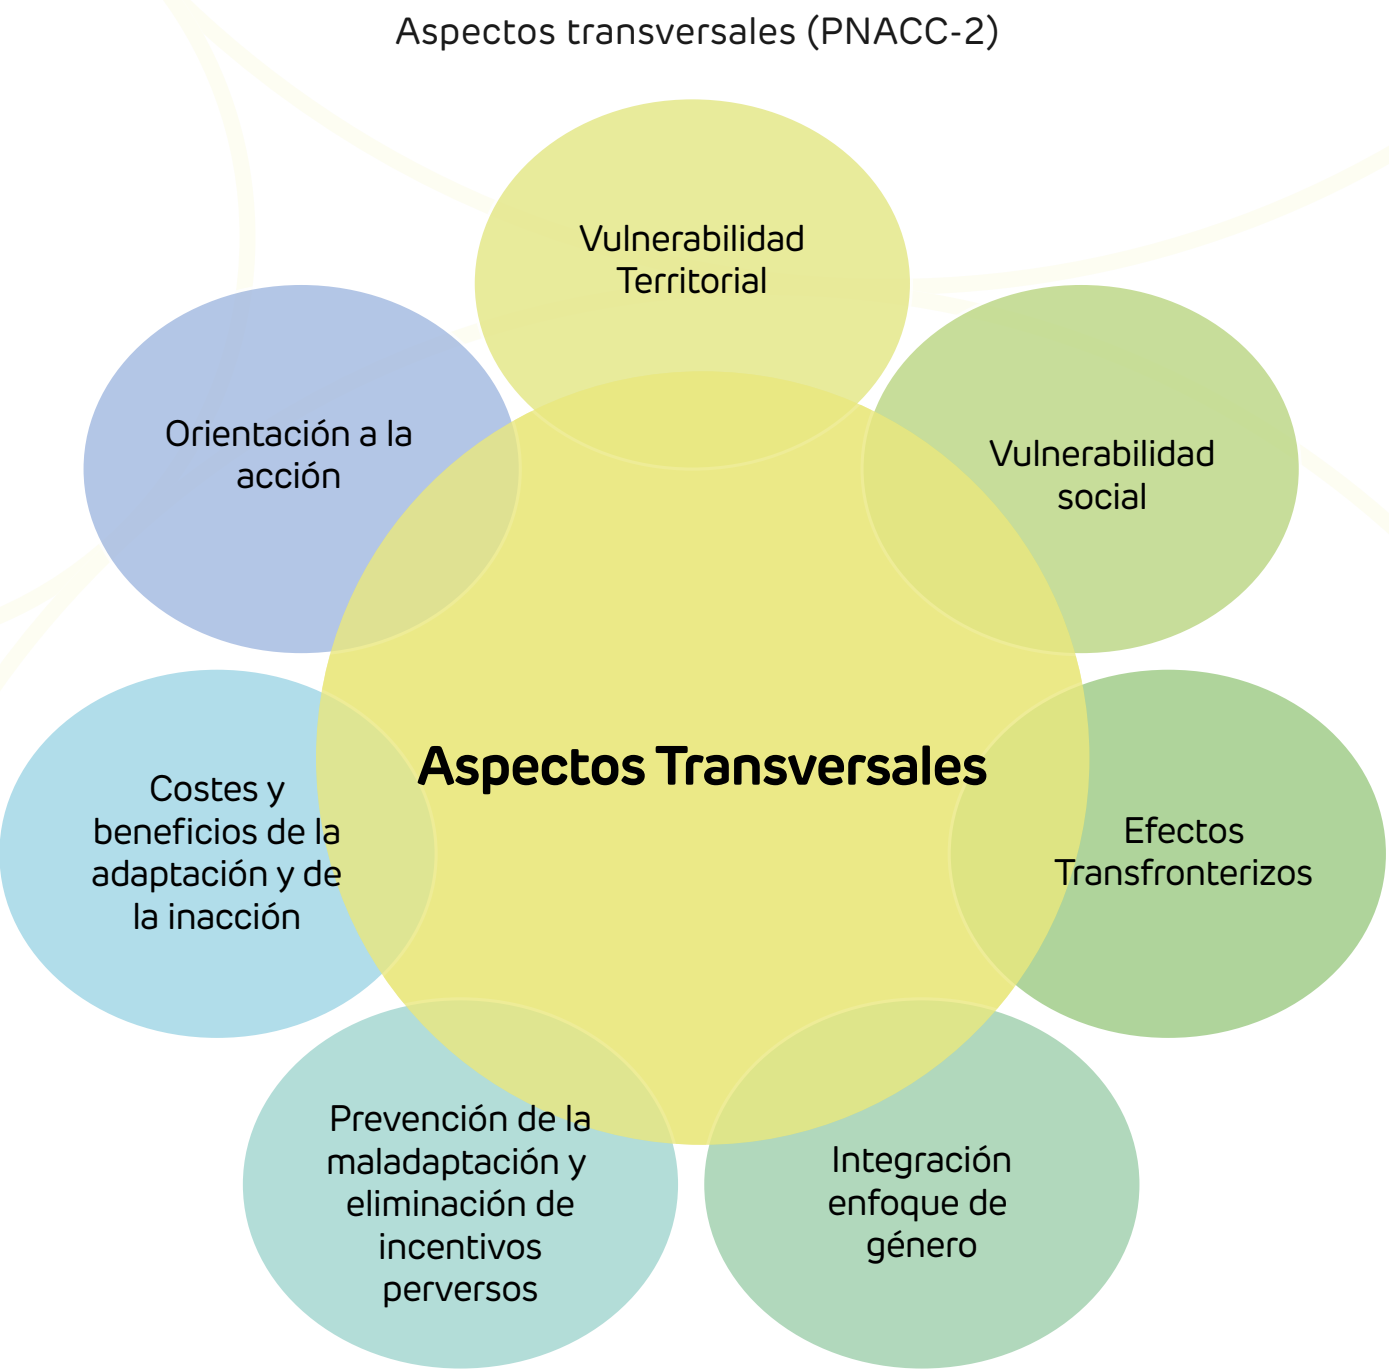 Aspectos transversales (PNACC-2)
Vulnerabilidad
Territorial
Orientación a la
acción
Vulnerabilidad
social
Aspectos Transversales
Costes y
beneficios de la
adaptación y de
la inacción
Efectos
Transfronterizos
Prevención de la
maladaptación y
eliminación de
incentivos
perversos
Integración
enfoque de
género